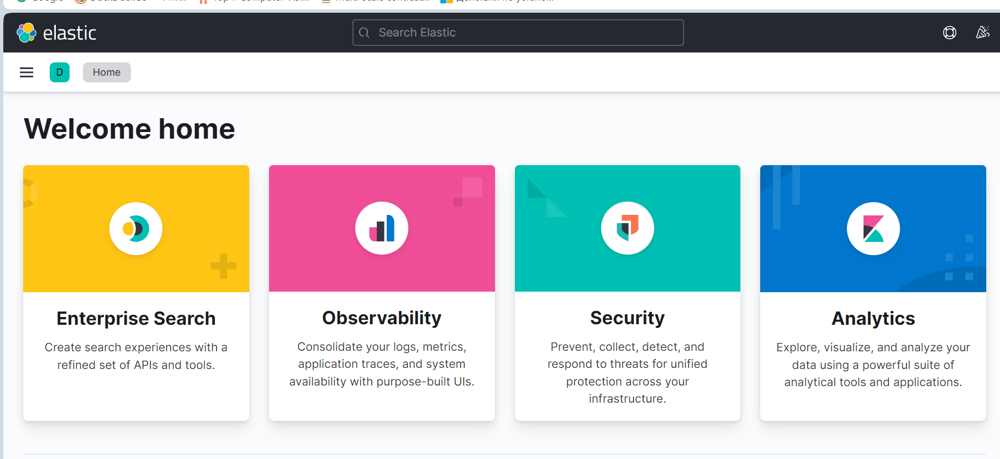 elastic
Search Elastic
D
Home
Welcome home
Enterprise Search
Create search experiences with a
refined set of APIs and tools.
Observability
Consolidate your logs, metrics,
application traces, and system
availability with purpose-built UIs.
Security
Prevent, collect, detect, and
respond to threats for unified
protection across your
infrastructure.
Analytics
Explore, visualize, and analyze your
data using a powerful suite of
analytical tools and applications.